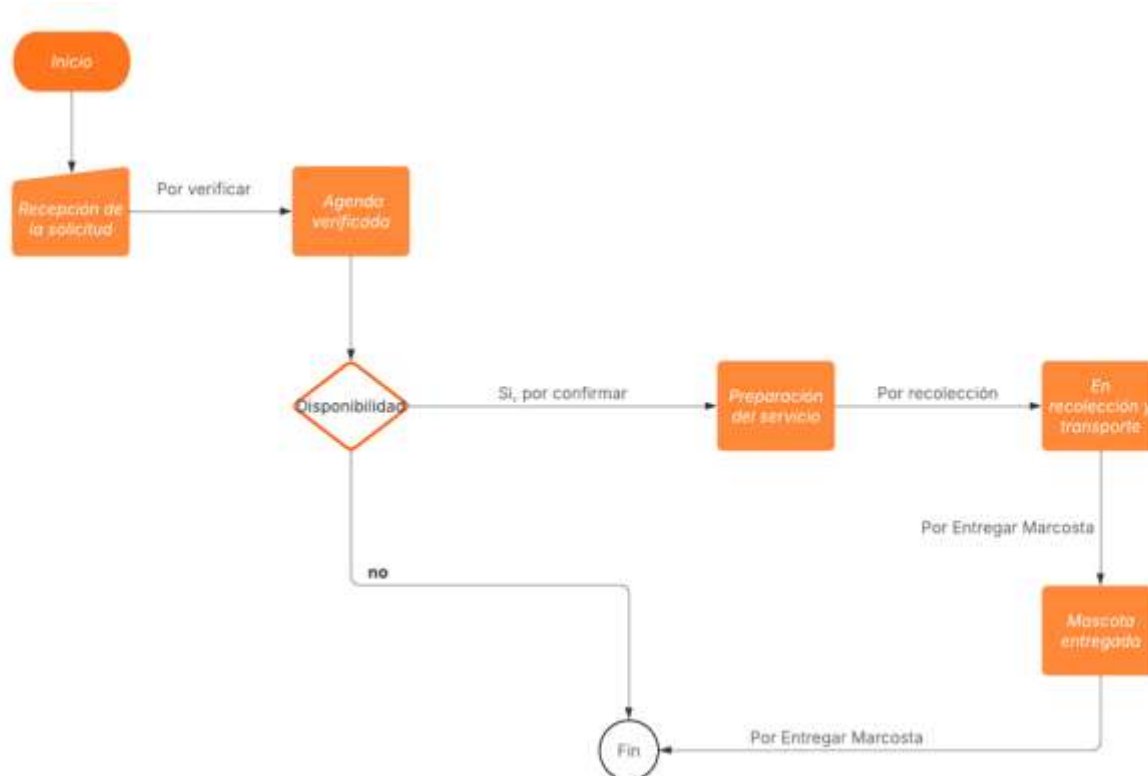 Inicio
Recepción de
la solicitud
Por verificar
Agenda
verificada
Disponibilidad
Si, por confirmar
Preparación
del servicio
Por recolección
En
recolección y
transporte
Por Entregar Marcosta
no
Mascota
entregada
Por Entregar Marcosta
Fin